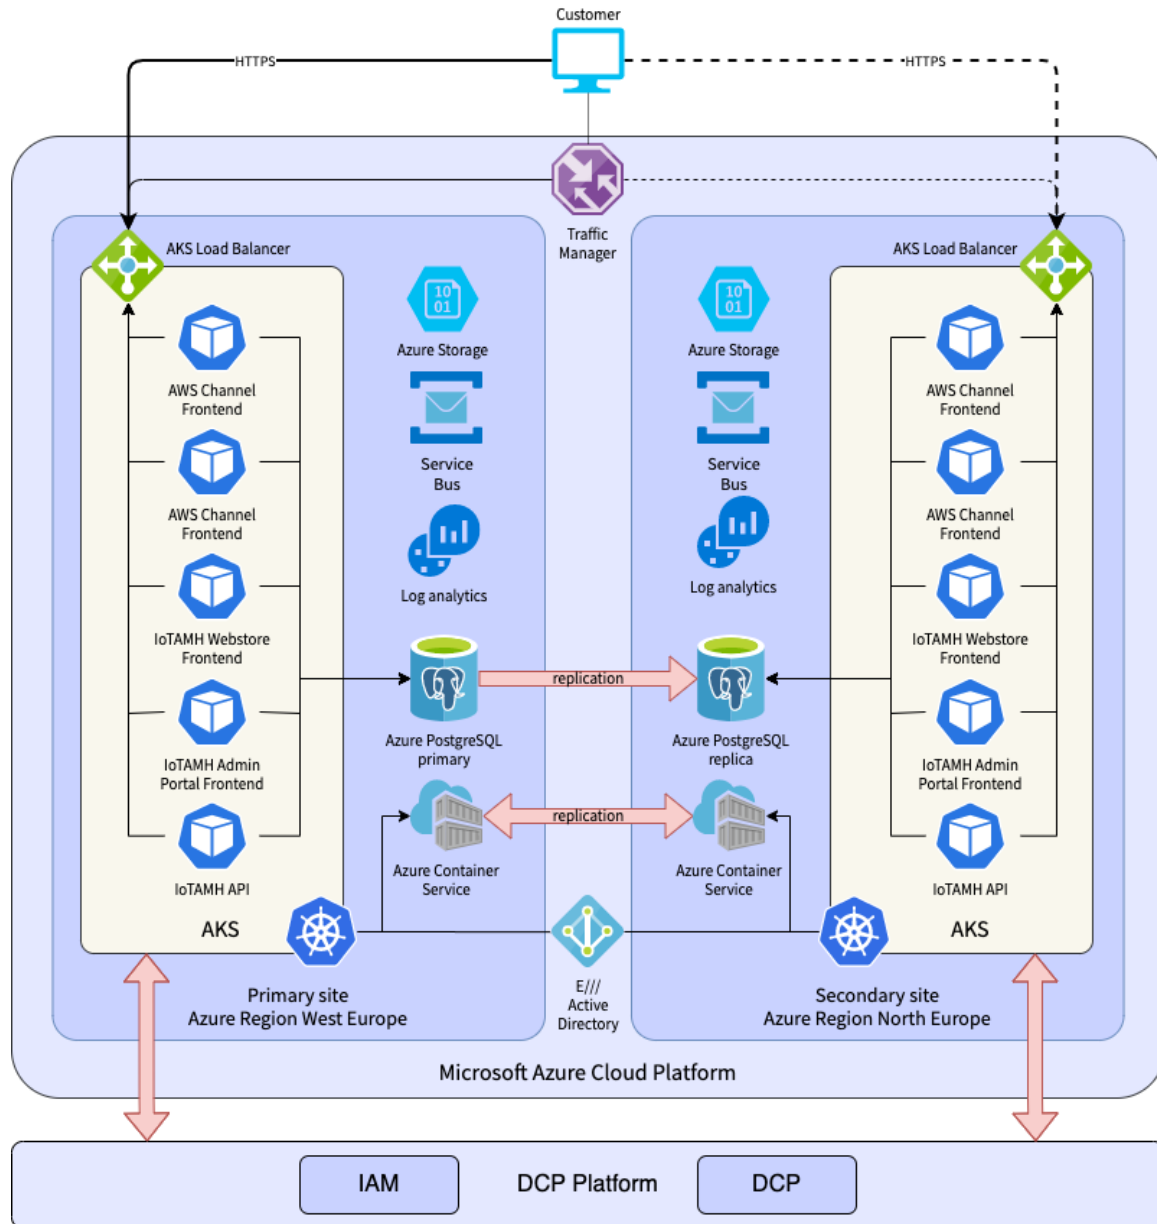 Customer
HTTPS
HTTPS
Traffic
Manager
AKS Load Balancer
AKS Load Balancer
10
01
Azure Storage
10
01
Azure Storage
AWS Channel
Frontend
AWS Channel
Frontend
Service
Bus
Service
Bus
AWS Channel
Frontend
AWS Channel
Frontend
Log analytics
Log analytics
IoTAMH Webstore
Frontend
IoTAMH Webstore
Frontend
replication
Azure PostgreSQL
primary
Azure PostgreSQL
replica
IoTAMH Admin
Portal Frontend
IoTAMH Admin
Portal Frontend
replication
Azure Container
Service
Azure Container
Service
IoTAMH API
IoTAMH API
AKS
AKS
E///
Active
Directory
Primary site
Azure Region West Europe
Secondary site
Azure Region North Europe
Microsoft Azure Cloud Platform
IAM
DCP Platform
DCP